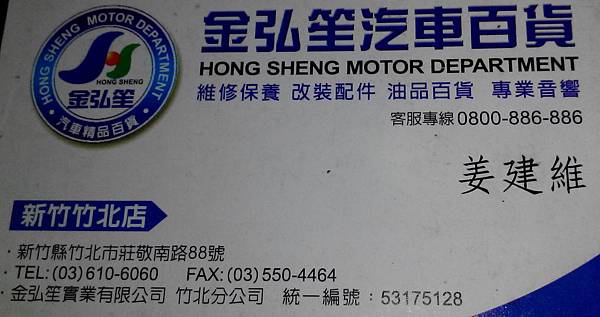 HONG SHENG MOTOR DEPARTMENT
HONG SHENG
金弘笙
・汽車精品百貨・
金弘笙汽車百貨
HONG SHENG MOTOR DEPARTMENT
維修保養 改裝配件 油品百貨 專業音響
客服專線 0800-886-886
姜建維
新竹竹北店
・新竹縣竹北市莊敬南路88號
・TEL:(03)610-6060 FAX:(03)550-4464
・金弘笙實業有限公司 竹北分公司 統一編號:53175128